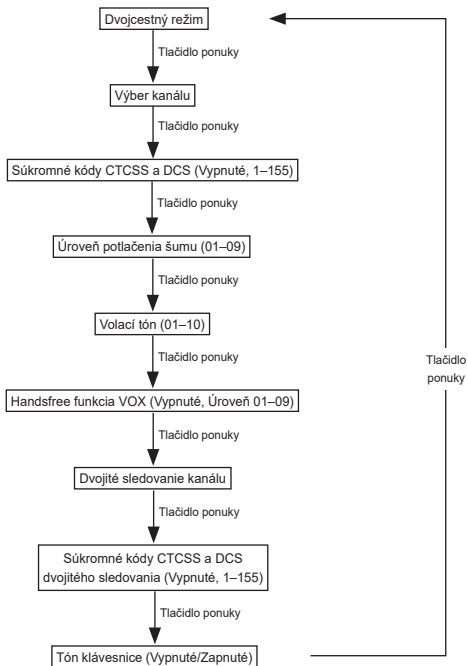 Dvojcestný režim
Tlačidlo ponuky
Výber kanálu
Tlačidlo ponuky
Súkromné kódy CTCSS a DCS (Vypnuté, 1–155)
Tlačidlo ponuky
Úroveň potlačenia šumu (01–09)
Tlačidlo ponuky
Volací tón (01–10)
Tlačidlo ponuky
Handsfree funkcia VOX (Vypnuté, Úroveň 01–09)
Tlačidlo ponuky
Dvojité sledovanie kanálu
Tlačidlo ponuky
Súkromné kódy CTCSS a DCS
dvojitého sledovania (Vypnuté, 1–155)
Tlačidlo ponuky
Tón klávesnice (Vypnuté/Zapnuté)
Tlačidlo
ponuky